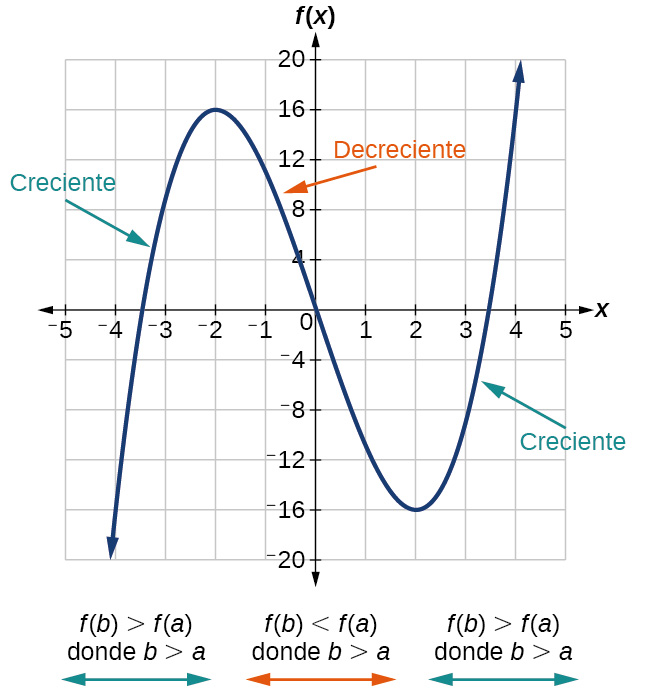 f(x)
20
16
Decreciente
12
Creciente
8
4
−5 −4 −3 −2 −1 0 1 2 3 4 5 x
−4
−8
Creciente
−12
−16
−20
f(b) > f(a) f(b) < f(a) f(b) > f(a)
donde b > a donde b > a donde b > a